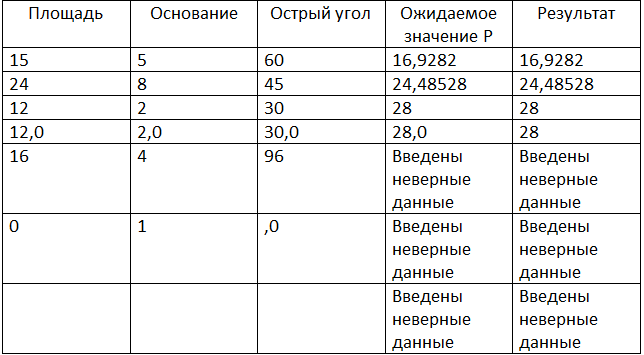 Площадь Основание Острый угол Ожидаемое значение P Результат
15 5 60 16,9282 16,9282
24 8 45 24,48528 24,48528
12 2 30 28 28
12,0 2,0 30,0 28,0 28
16 4 96 Введены неверные данные Введены неверные данные
0 1 ,0 Введены неверные данные Введены неверные данные
Введены неверные данные Введены неверные данные